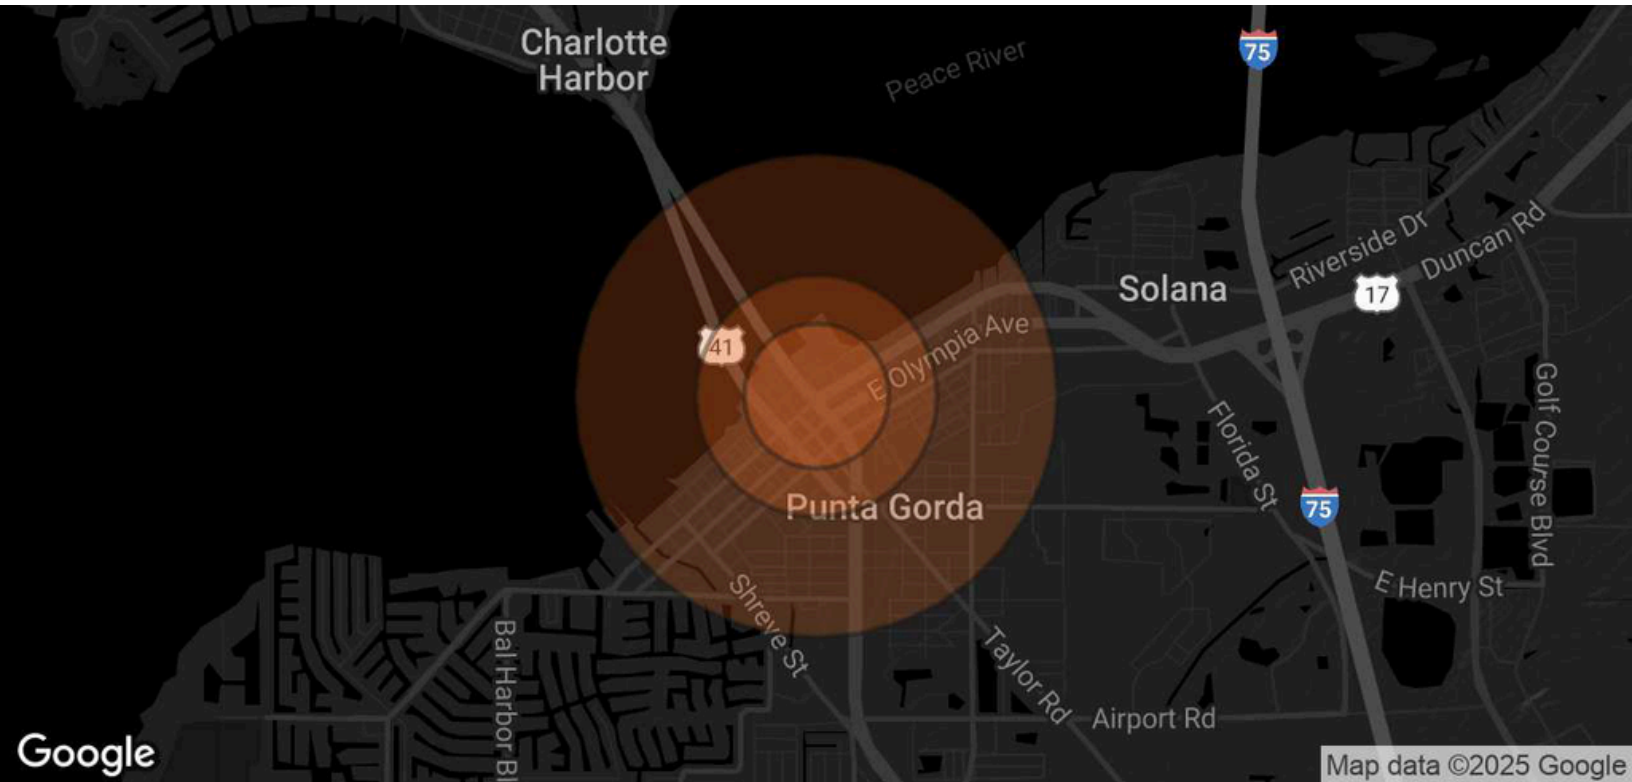 Charlotte
Harbor
Peace River
75
Riverside Dr
Duncan Rd
Solana
17
41
E Olympia Ave
Golf Course Blvd
Florida St
Punta Gorda
75
E Henry St
Shreve St
Bal Harbor Bl
Taylor Rd
Airport Rd
Google
Map data ©2025 Google